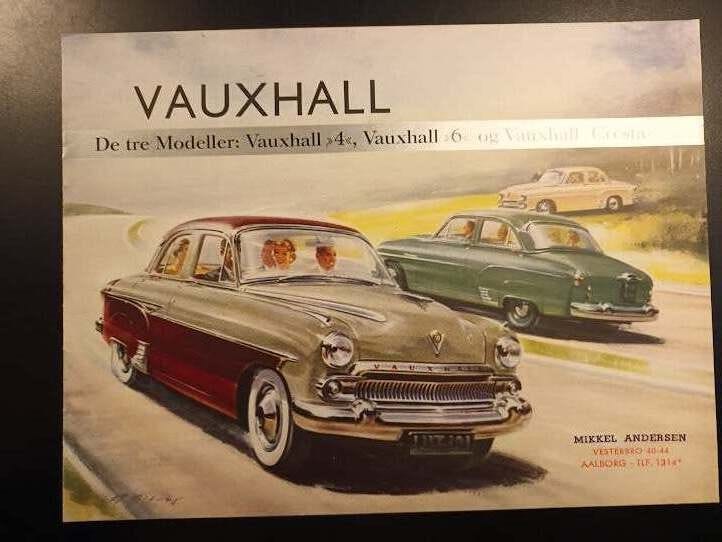 VAUXHALL
De tre Modeller: Vauxhall »4«, Vauxhall »6« og Vauxhall Cresta
VAUXHALL
MIKKEL ANDERSEN
VESTERBRO 40-44
AALBORG - TLF. 1314*